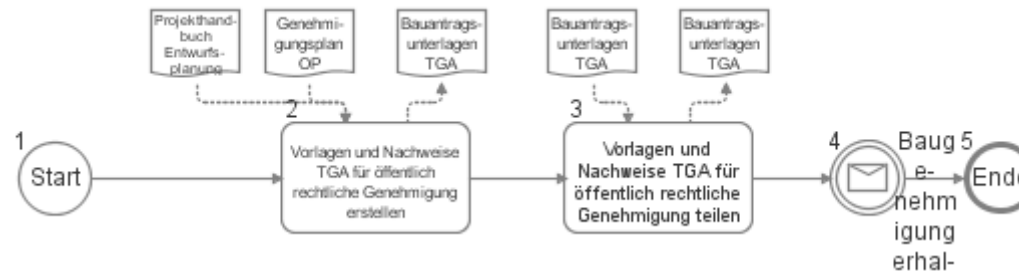 Projekthand-
buch
Entwurfs-
planung
Genehmi-
gungsplan
OP
Bauantrags-
unterlagen
TGA
Bauantrags-
unterlagen
TGA
Bauantrags-
unterlagen
TGA
1
Start
2
Vorlagen und Nachweise
TGA für öffentlich
rechtliche Genehmigung
erstellen
3
Vorlagen und
Nachweise TGA für
öffentlich rechtliche
Genehmigung teilen
4
Baug
e-
nehm
igung
erhal-
5
Ende